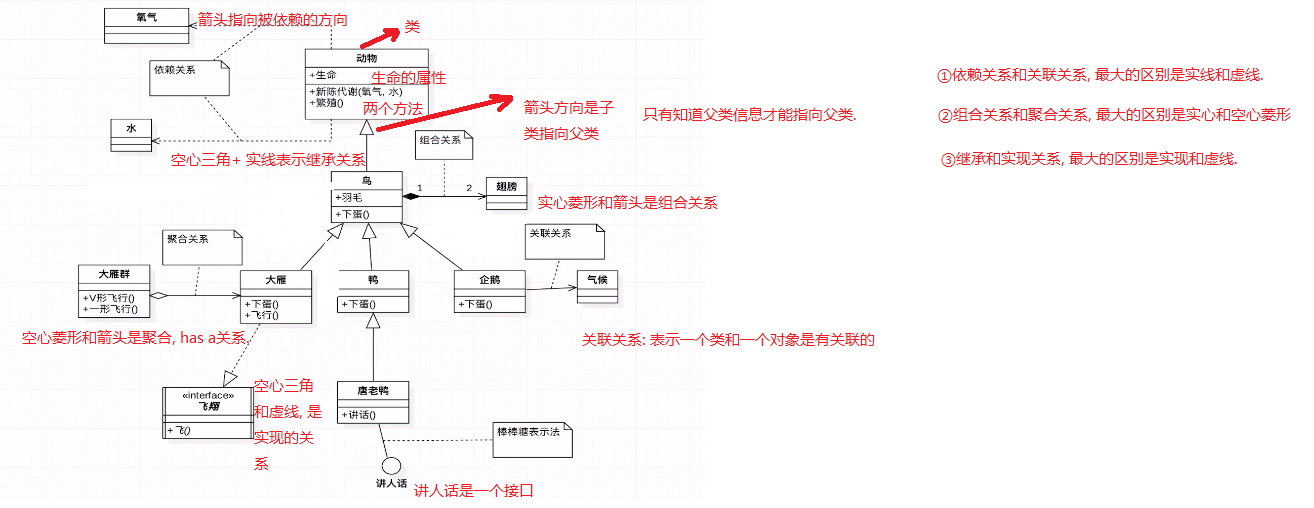 氧气
箭头指向被依赖的方向
类
动物
+生命
生命的属性
+新陈代谢(氧气, 水)
+繁殖()
两个方法
依赖关系
水
空心三角+ 实线表示继承关系
箭头方向是子
类指向父类
只有知道父类信息才能指向父类.
①依赖关系和关联关系, 最大的区别是实线和虚线.
②组合关系和聚合关系, 最大的区别是实心和空心菱形
③继承和实现关系, 最大的区别是实现和虚线.
组合关系
鸟
+羽毛
+下蛋()
1
2
翅膀
实心菱形和箭头是组合关系
聚合关系
关联关系
大雁群
+V形飞行()
+一形飞行()
大雁
+下蛋()
+飞行()
鸭
+下蛋()
企鹅
+下蛋()
气候
空心菱形和箭头是聚合, has a关系.
关联关系: 表示一个类和一个对象是有关联的
«interface»
飞翔
+飞()
空心三角
和虚线, 是
实现的关
系
唐老鸭
+讲话()
棒棒糖表示法
讲人话
讲人话是一个接口